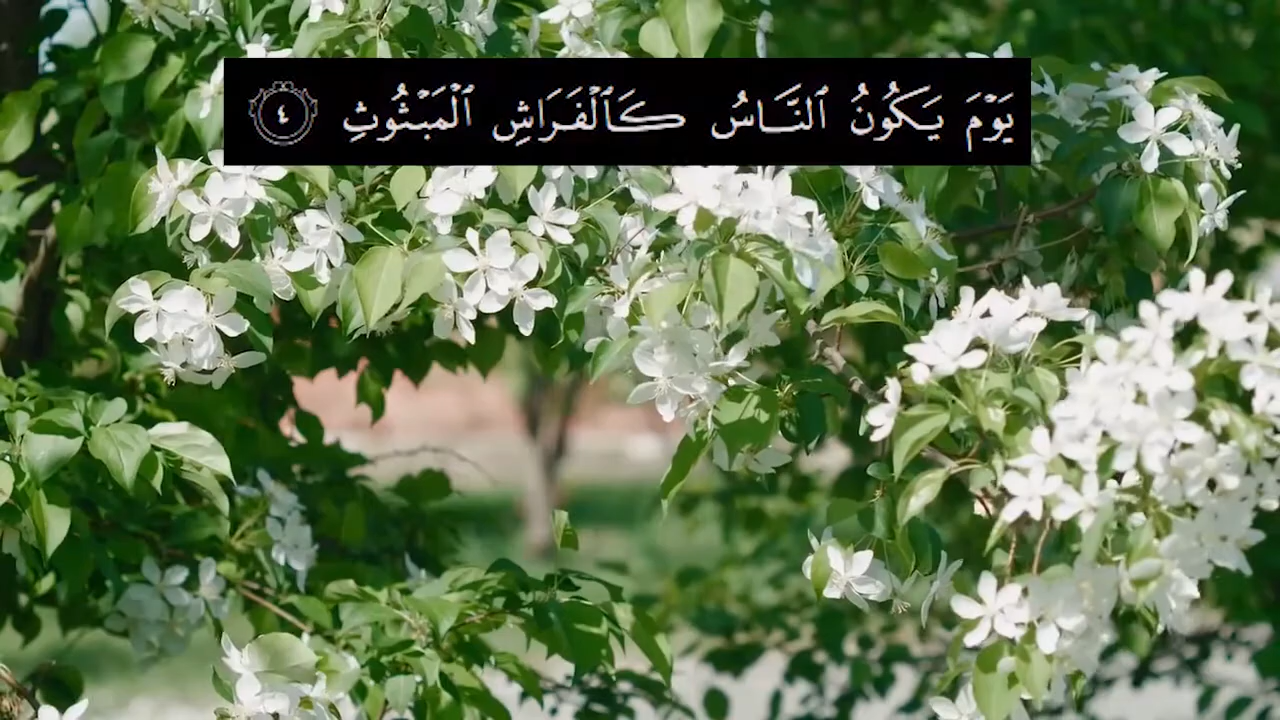 يَوْمَ يَكُونُ ٱلنَّاسُ كَٱلْفَرَاشِ ٱلْمَبْثُوثِ ٤